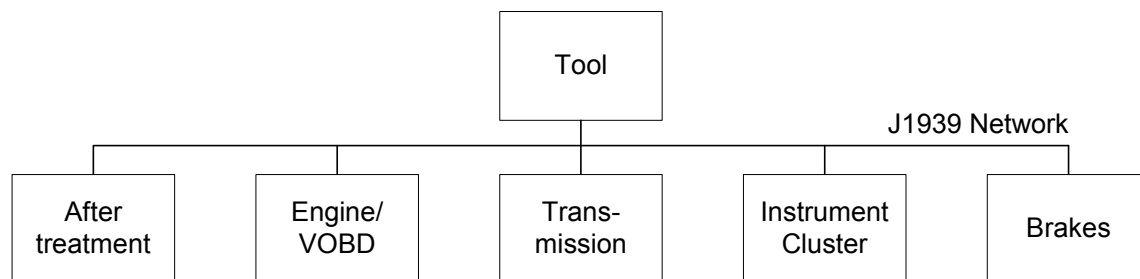 Tool
J1939 Network
After
treatment
Engine/
VOBD
Trans-
mission
Instrument
Cluster
Brakes